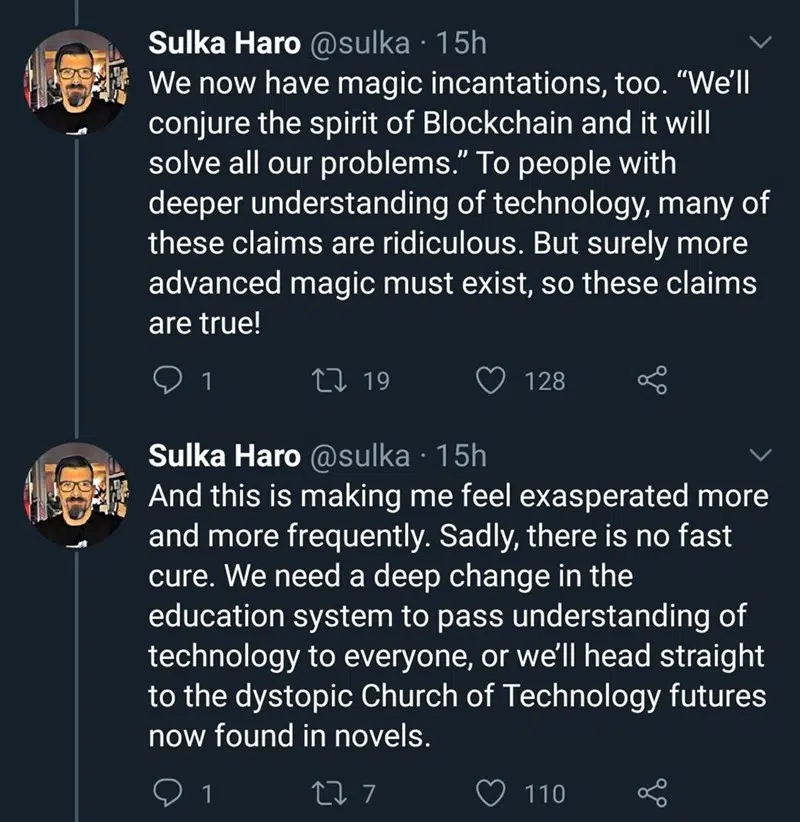 Sulka Haro @sulka · 15h
We now have magic incantations, too. “We’ll
conjure the spirit of Blockchain and it will
solve all our problems.” To people with
deeper understanding of technology, many of
these claims are ridiculous. But surely more
advanced magic must exist, so these claims
are true!
1 19 128
Sulka Haro @sulka · 15h
And this is making me feel exasperated more
and more frequently. Sadly, there is no fast
cure. We need a deep change in the
education system to pass understanding of
technology to everyone, or we’ll head straight
to the dystopic Church of Technology futures
now found in novels.
1 7 110